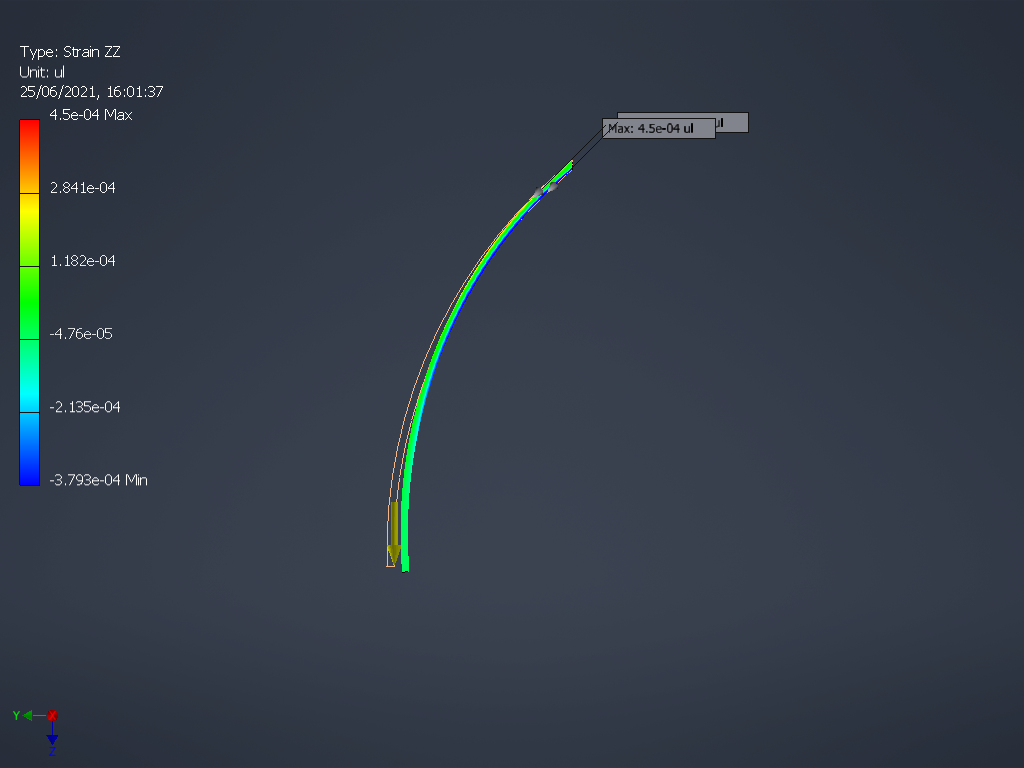 Type: Strain ZZ
Unit: ul
25/06/2021, 16:01:37
4.5e-04 Max
2.841e-04
1.182e-04
-4.76e-05
-2.135e-04
-3.793e-04 Min
Max: 4.5e-04 ul
ul
Y
X
Z